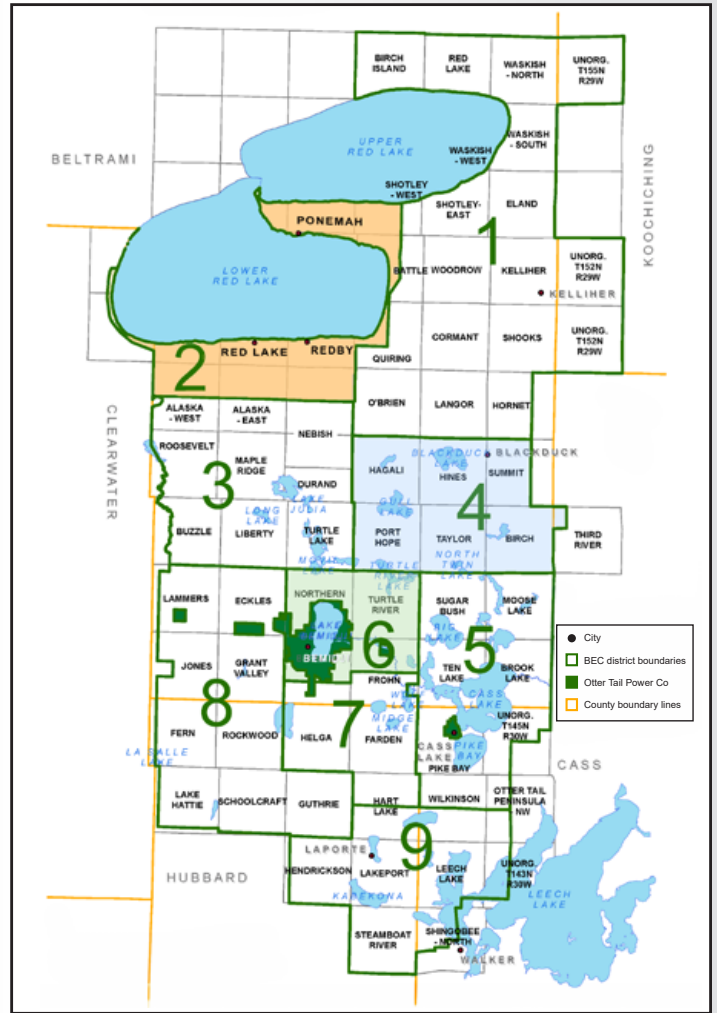 BIRCH
ISLAND
RED
LAKE
WASKISH
- NORTH
UNORG.
T155N
R29W
UPPER
RED LAKE
WASKISH
- SOUTH
WASKISH
- WEST
BELTRAMI
KOOCHICHING
SHOTLEY
- WEST
SHOTLEY-
EAST
ELAND
PONEMAH
1
LOWER
RED LAKE
BATTLE
WOODROW
KELLIHER
UNORG.
T152N
R29W
KELLIHER
CORMANT
SHOOKS
UNORG.
T152N
R29W
RED LAKE
REDBY
QUIRING
2
O'BRIEN
LANGOR
HORNET
ALASKA
- WEST
ALASKA
- EAST
NEBISH
CLEARWATER
ROOSEVELT
MAPLE
RIDGE
BLACKDUCK
LAKE
BLACKDUCK
HAGALI
HINES
SUMMIT
3
DURAND
LAKE
JULIA
LONG
LAKE
GULL
LAKE
4
BUZZLE
LIBERTY
TURTLE
LAKE
PORT
HOPE
TAYLOR
BIRCH
THIRD
RIVER
MOVIL
LAKE
TURTLE
RIVER
LAKE
NORTH
TWIN
LAKE
LAMMERS
ECKLES
NORTHERN
TURTLE
RIVER
SUGAR
BUSH
MOOSE
LAKE
LAKE
BEMIDJI
BIG
LAKE
6
5
BEMIDJI
JONES
GRANT
VALLEY
FROHN
TEN
LAKE
BROOK
LAKE
8
7
CASS
LAKE
MIDGE
LAKE
FERN
ROCKWOOD
HELGA
FARDEN
UNORG.
T145N
R30W
LA SALLE
LAKE
CASS
LAKE
PIKE
BAY
PIKE BAY
CASS
LAKE
HATTIE
SCHOOLCRAFT
GUTHRIE
HART
LAKE
WILKINSON
OTTER TAIL
PENINSULA
NW
9
LAPORTE
HUBBARD
HENDRICKSON
LAKEPORT
LEECH
LAKE
UNORG.
T143N
R30W
LEECH
LAKE
KABEKONA
STEAMBOAT
RIVER
SHINGOBEE
- NORTH
WALKER
City
BEC district boundaries
Otter Tail Power Co
County boundary lines